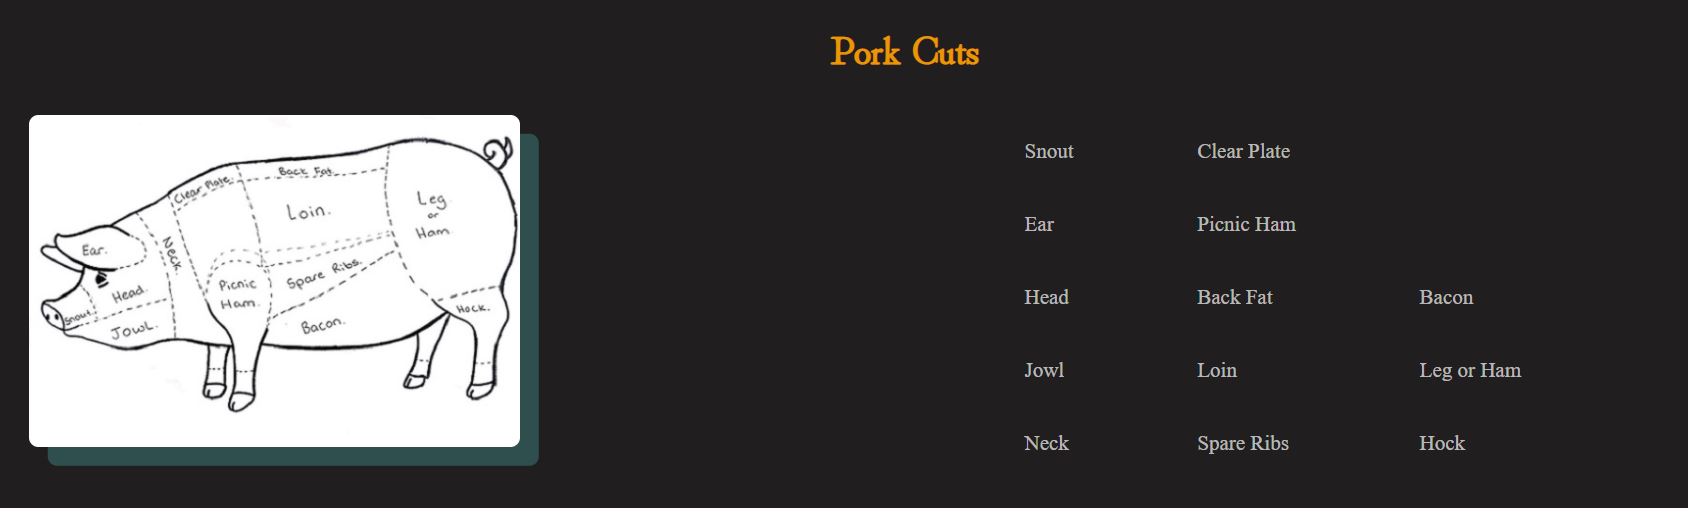 Pork Cuts
Clear Plate.
Back Fat.
Loin.
Leg
or
Ham.
Ear.
Neck.
Head.
Snout.
Jowl.
Picnic
Ham.
Spare Ribs.
Bacon.
Hock.
Snout Clear Plate
Ear Picnic Ham
Head Back Fat Bacon
Jowl Loin Leg or Ham
Neck Spare Ribs Hock